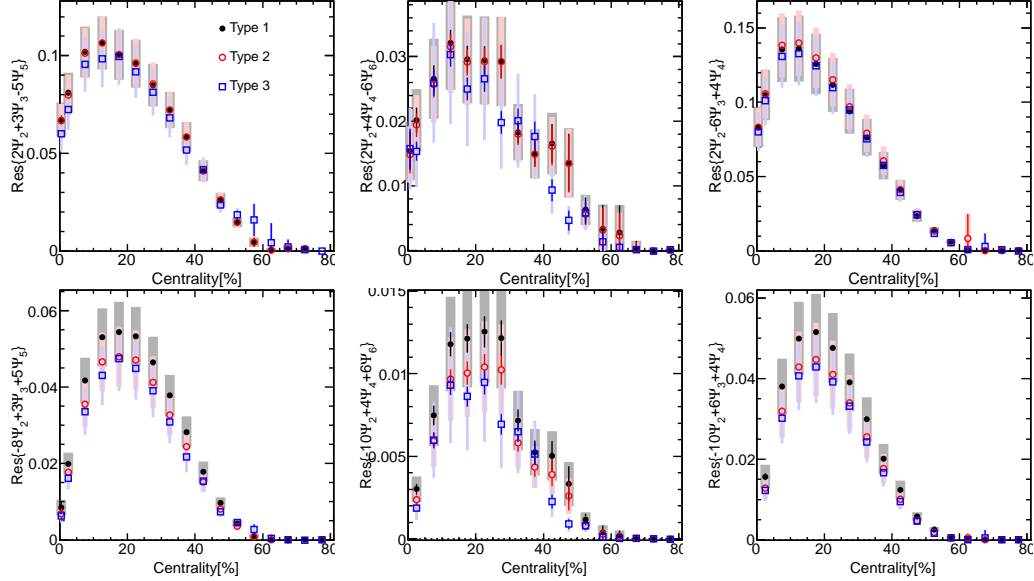 Res{2Ψ₂+3Ψ₃-5Ψ₅}
0.1
0.05
0
0 20 40 60 80
Centrality[%]
Type 1
Type 2
Type 3
Res{2Ψ₂+4Ψ₄-6Ψ₆}
0.03
0.02
0.01
0
0 20 40 60 80
Centrality[%]
Res{2Ψ₂-6Ψ₃+4Ψ₄}
0.15
0.1
0.05
0
0 20 40 60 80
Centrality[%]
Res{-8Ψ₂+3Ψ₃+5Ψ₅}
0.06
0.04
0.02
0
0 20 40 60 80
Centrality[%]
Res{-10Ψ₂+4Ψ₄+6Ψ₆}
0.015
0.01
0.005
0
0 20 40 60 80
Centrality[%]
Res{-10Ψ₂+6Ψ₃+4Ψ₄}
0.06
0.04
0.02
0
0 20 40 60 80
Centrality[%]